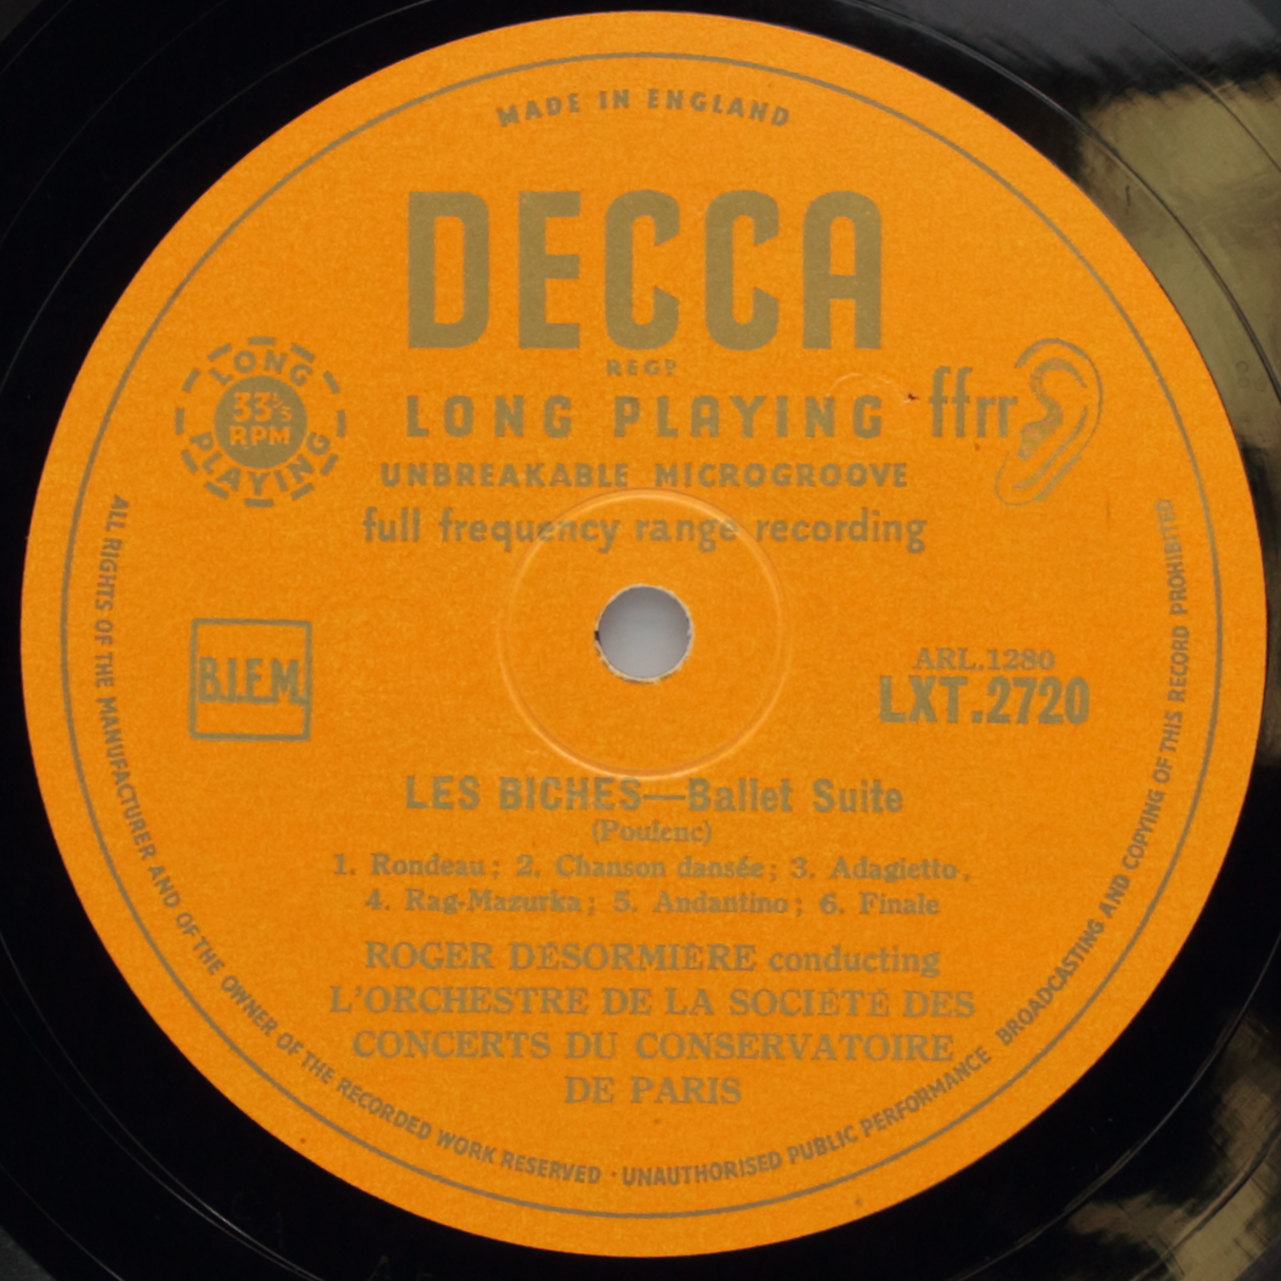 MADE IN ENGLAND
DECCA
REGD
LONG PLAYING
33⅓
RPM
LONG PLAYING
ffrr
UNBREAKABLE MICROGROOVE
full frequency range recording
B.I.E.M.
ARL.1280
LXT.2720
LES BICHES—Ballet Suite
(Poulenc)
1. Rondeau; 2. Chanson dansée; 3. Adagietto.
4. Rag-Mazurka; 5. Andantino; 6. Finale
ROGER DÉSORMIÈRE conducting
L'ORCHESTRE DE LA SOCIÉTÉ DES
CONCERTS DU CONSERVATOIRE
DE PARIS
ALL RIGHTS OF THE MANUFACTURER AND OF THE OWNER OF THE RECORDED WORK RESERVED · UNAUTHORISED PUBLIC PERFORMANCE BROADCASTING AND COPYING OF THIS RECORD PROHIBITED